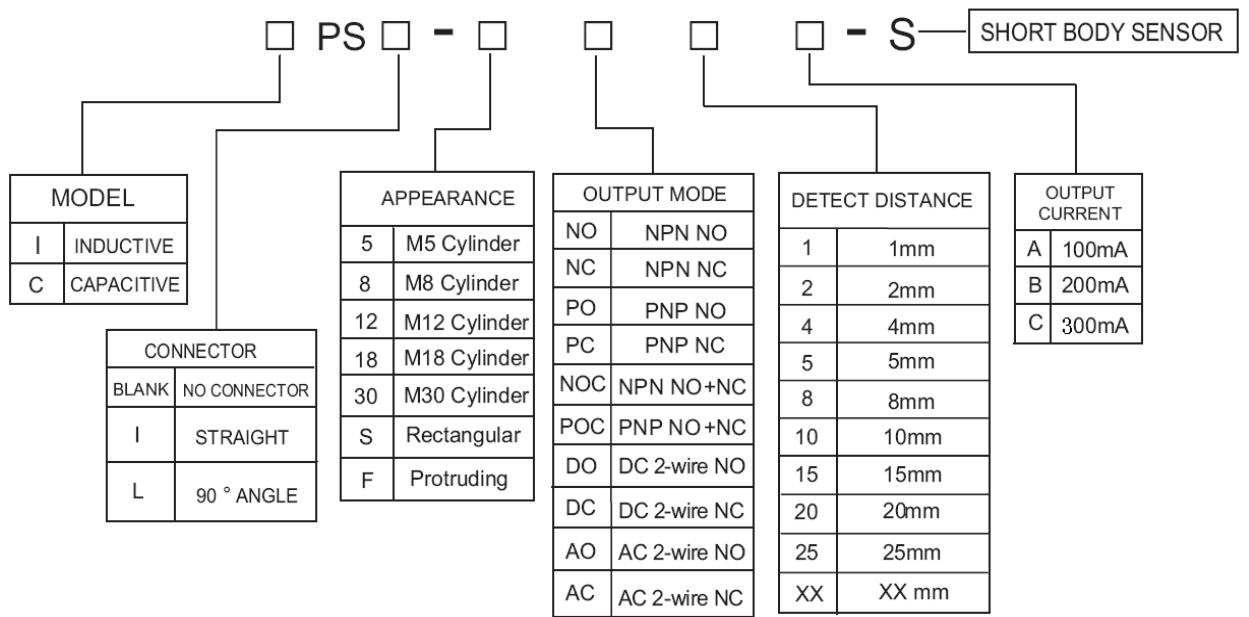 □ PS □ - □ □ □ □ - S SHORT BODY SENSOR
MODEL
I INDUCTIVE
C CAPACITIVE
CONNECTOR
BLANK NO CONNECTOR
I STRAIGHT
L 90 ° ANGLE
APPEARANCE
5 M5 Cylinder
8 M8 Cylinder
12 M12 Cylinder
18 M18 Cylinder
30 M30 Cylinder
S Rectangular
F Protruding
OUTPUT MODE
NO NPN NO
NC NPN NC
PO PNP NO
PC PNP NC
NOC NPN NO+NC
POC PNP NO+NC
DO DC 2-wire NO
DC DC 2-wire NC
AO AC 2-wire NO
AC AC 2-wire NC
DETECT DISTANCE
1 1mm
2 2mm
4 4mm
5 5mm
8 8mm
10 10mm
15 15mm
20 20mm
25 25mm
XX XX mm
OUTPUT
CURRENT
A 100mA
B 200mA
C 300mA